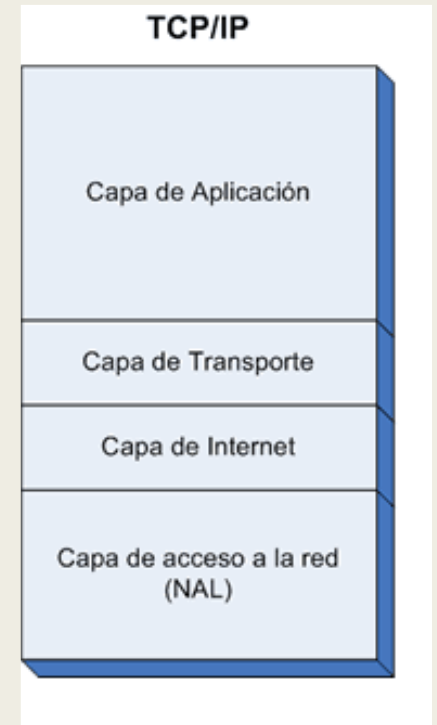 TCP/IP
Capa de Aplicación
Capa de Transporte
Capa de Internet
Capa de acceso a la red
(NAL)